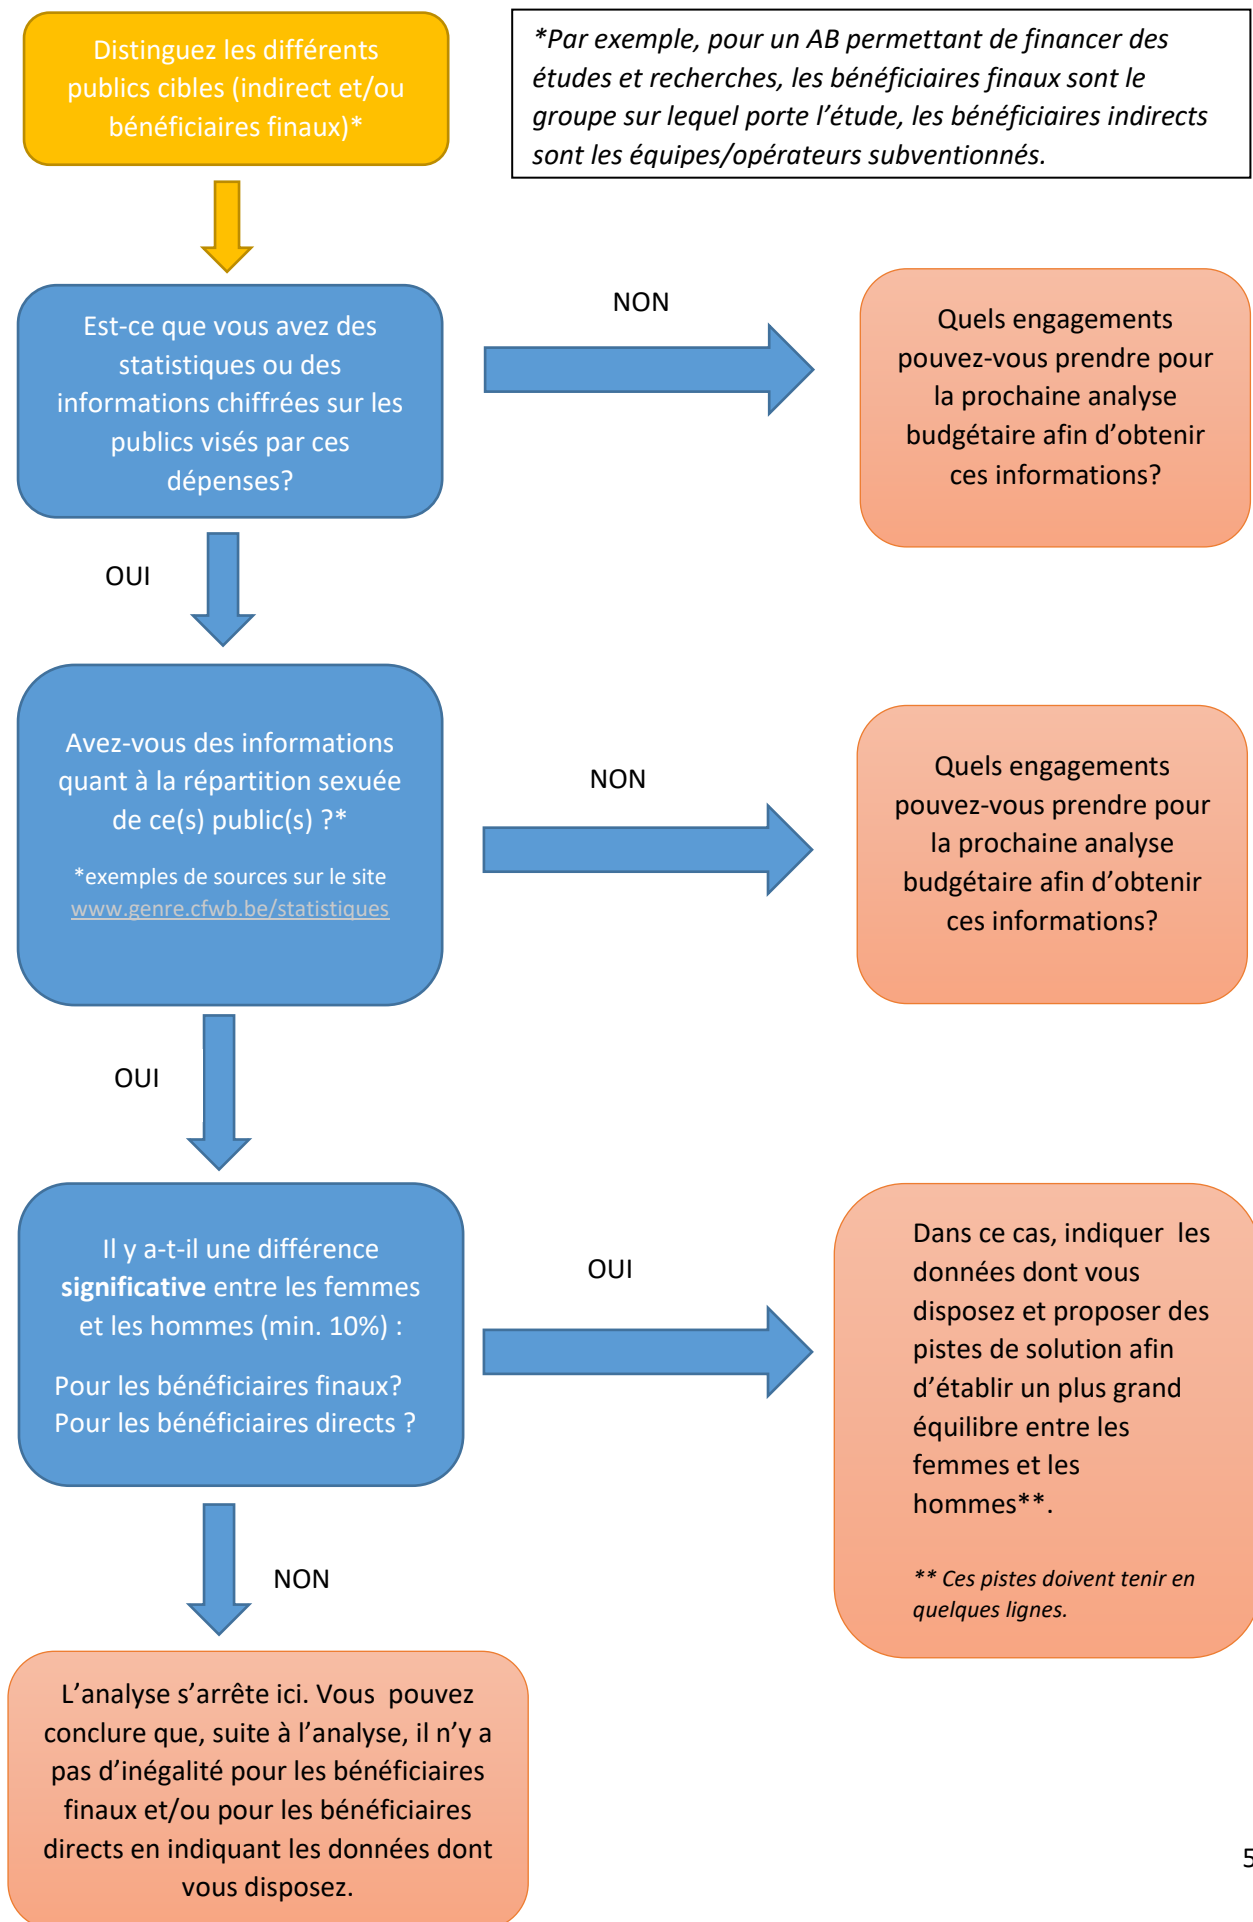 Distinguez les différents
publics cibles (indirect et/ou
bénéficiaires finaux)*
*Par exemple, pour un AB permettant de financer des
études et recherches, les bénéficiaires finaux sont le
groupe sur lequel porte l’étude, les bénéficiaires indirects
sont les équipes/opérateurs subventionnés.
Est-ce que vous avez des
statistiques ou des
informations chiffrées sur les
publics visés par ces
dépenses?
NON
Quels engagements
pouvez-vous prendre pour
la prochaine analyse
budgétaire afin d’obtenir
ces informations?
OUI
Avez-vous des informations
quant à la répartition sexuée
de ce(s) public(s) ?*
*exemples de sources sur le site
www.genre.cfwb.be/statistiques
NON
Quels engagements
pouvez-vous prendre pour
la prochaine analyse
budgétaire afin d’obtenir
ces informations?
OUI
Il y a-t-il une différence
significative entre les femmes
et les hommes (min. 10%) :
Pour les bénéficiaires finaux?
Pour les bénéficiaires directs ?
OUI
Dans ce cas, indiquer les
données dont vous
disposez et proposer des
pistes de solution afin
d’établir un plus grand
équilibre entre les
femmes et les
hommes**.
** Ces pistes doivent tenir en
quelques lignes.
NON
L’analyse s’arrête ici. Vous pouvez
conclure que, suite à l’analyse, il n’y a
pas d’inégalité pour les bénéficiaires
finaux et/ou pour les bénéficiaires
directs en indiquant les données dont
vous disposez.
5